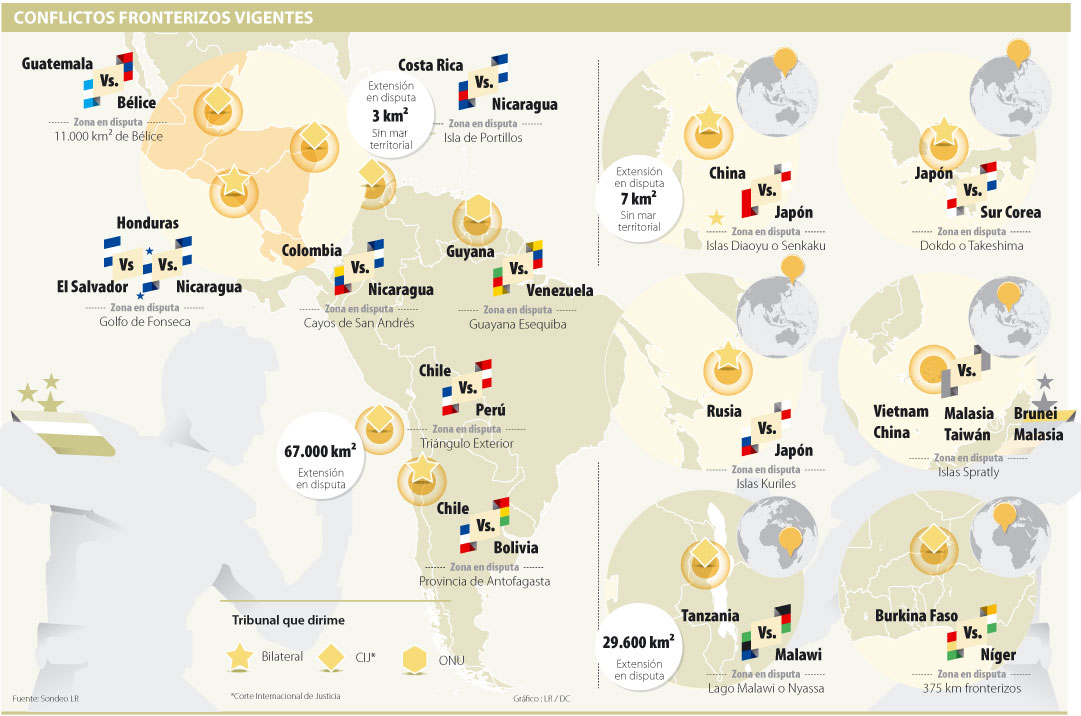 CONFLICTOS FRONTERIZOS VIGENTES
Guatemala
Vs.
Bélice
Zona en disputa
11.000 km² de Bélice
Extensión
en disputa
3 km²
Sin mar
territorial
Costa Rica
Vs.
Nicaragua
Zona en disputa
Isla de Portillos
Honduras
Vs
Vs.
El Salvador
Nicaragua
Zona en disputa
Golfo de Fonseca
Colombia
Vs.
Nicaragua
Zona en disputa
Cayos de San Andrés
Guyana
Vs.
Venezuela
Zona en disputa
Guayana Esequiba
Chile
Vs.
Perú
Zona en disputa
Triángulo Exterior
67.000 km²
Extensión
en disputa
Chile
Vs.
Bolivia
Zona en disputa
Provincia de Antofagasta
Extensión
en disputa
7 km²
Sin mar
territorial
China
Vs.
Japón
Zona en disputa
Islas Diaoyu o Senkaku
Japón
Vs.
Sur Corea
Zona en disputa
Dokdo o Takeshima
Rusia
Vs.
Japón
Zona en disputa
Islas Kuriles
Vs.
Vietnam Malasia Brunei
China Taiwán Malasia
Zona en disputa
Islas Spratly
29.600 km²
Extensión
en disputa
Tanzania
Vs.
Malawi
Zona en disputa
Lago Malawi o Nyassa
Burkina Faso
Vs.
Níger
Zona en disputa
375 km fronterizos
Tribunal que dirime
Bilateral CIJ* ONU
*Corte Internacional de Justicia
Fuente: Sondeo LR
Gráfico : LR / DC